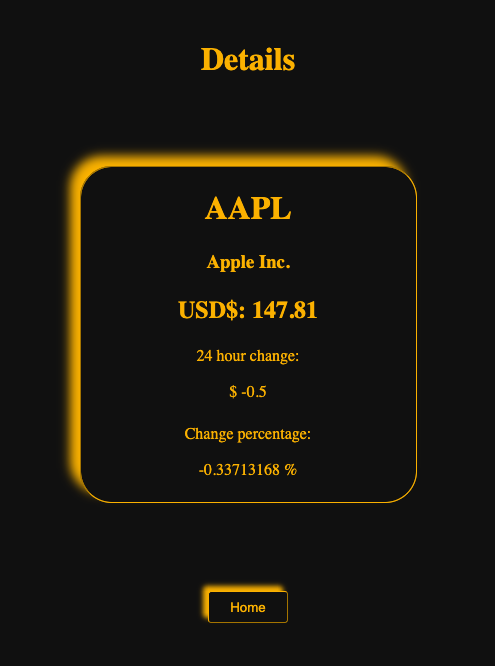 Details
AAPL
Apple Inc.
USD$: 147.81
24 hour change:
$ -0.5
Change percentage:
-0.33713168 %
Home